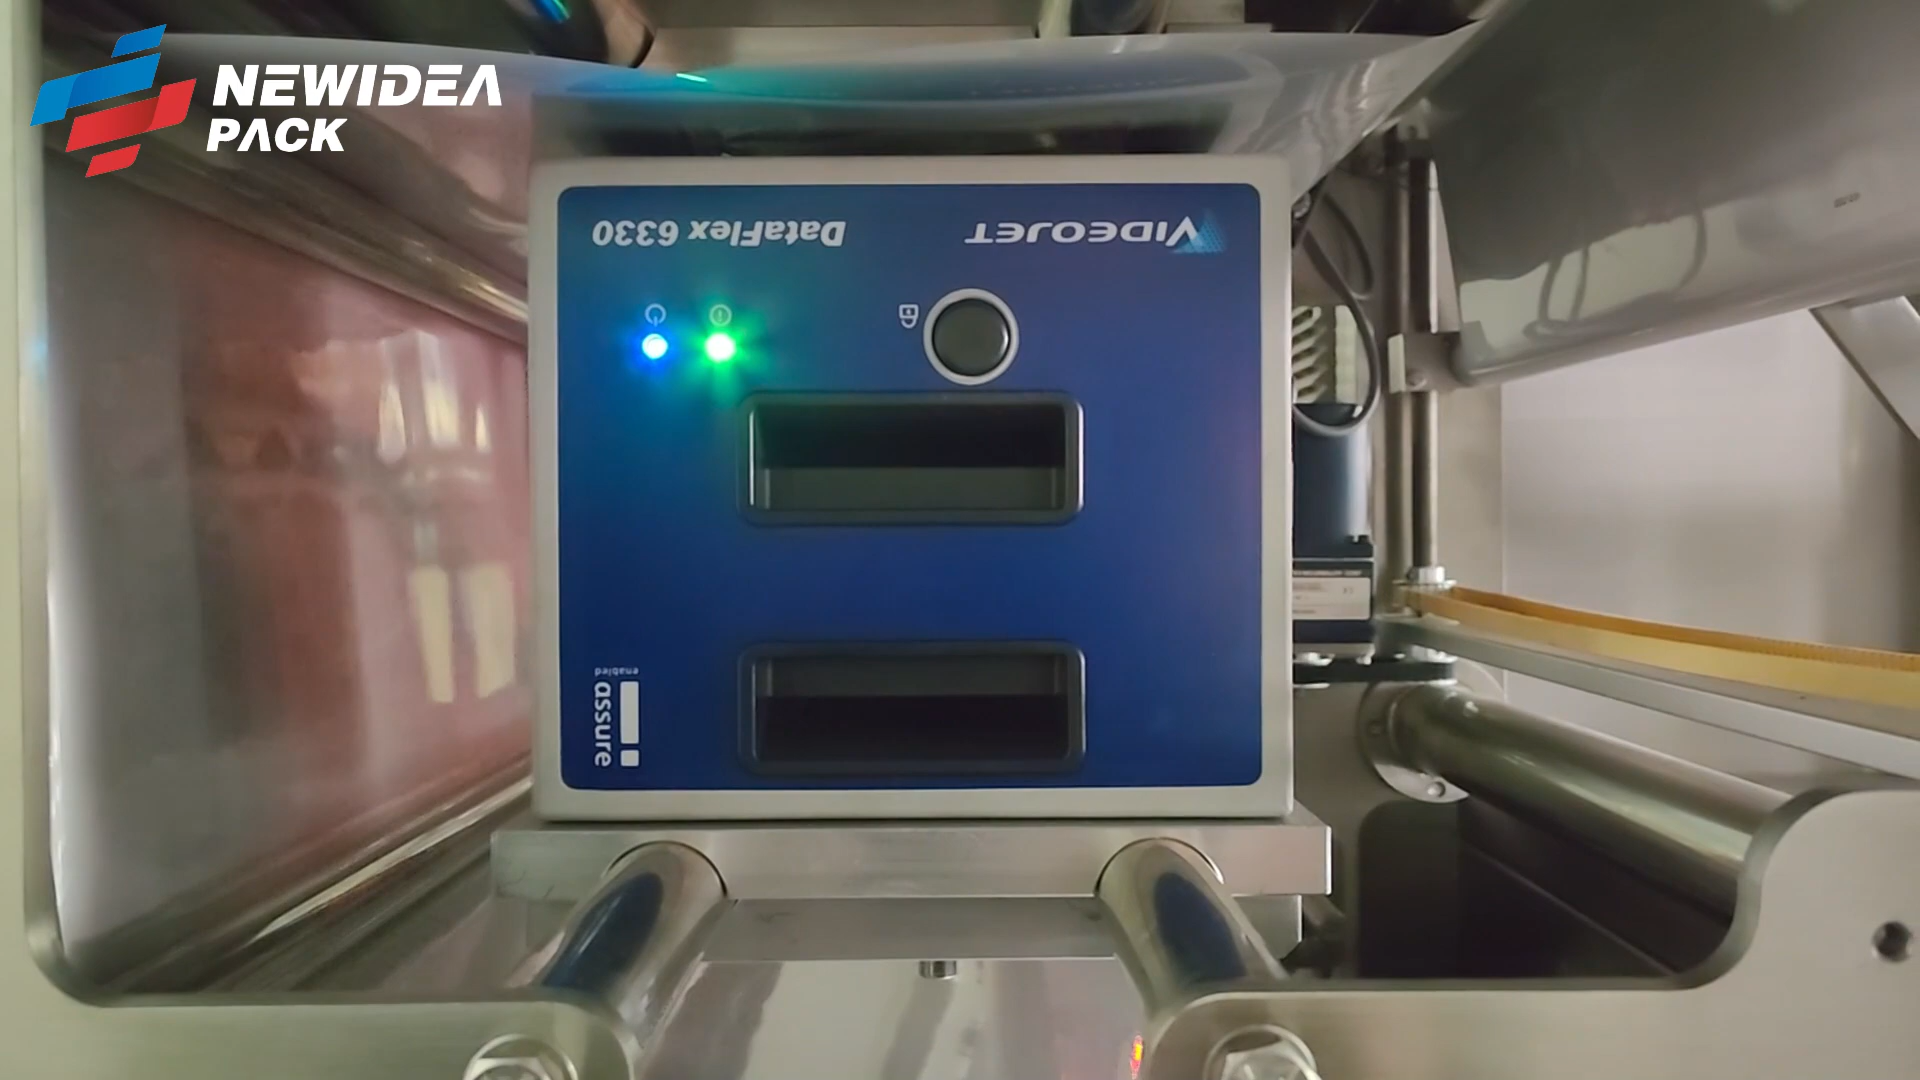 NEWIDEA
PACK
VIDEOJET
DataFlex 6330
i assure
enabled